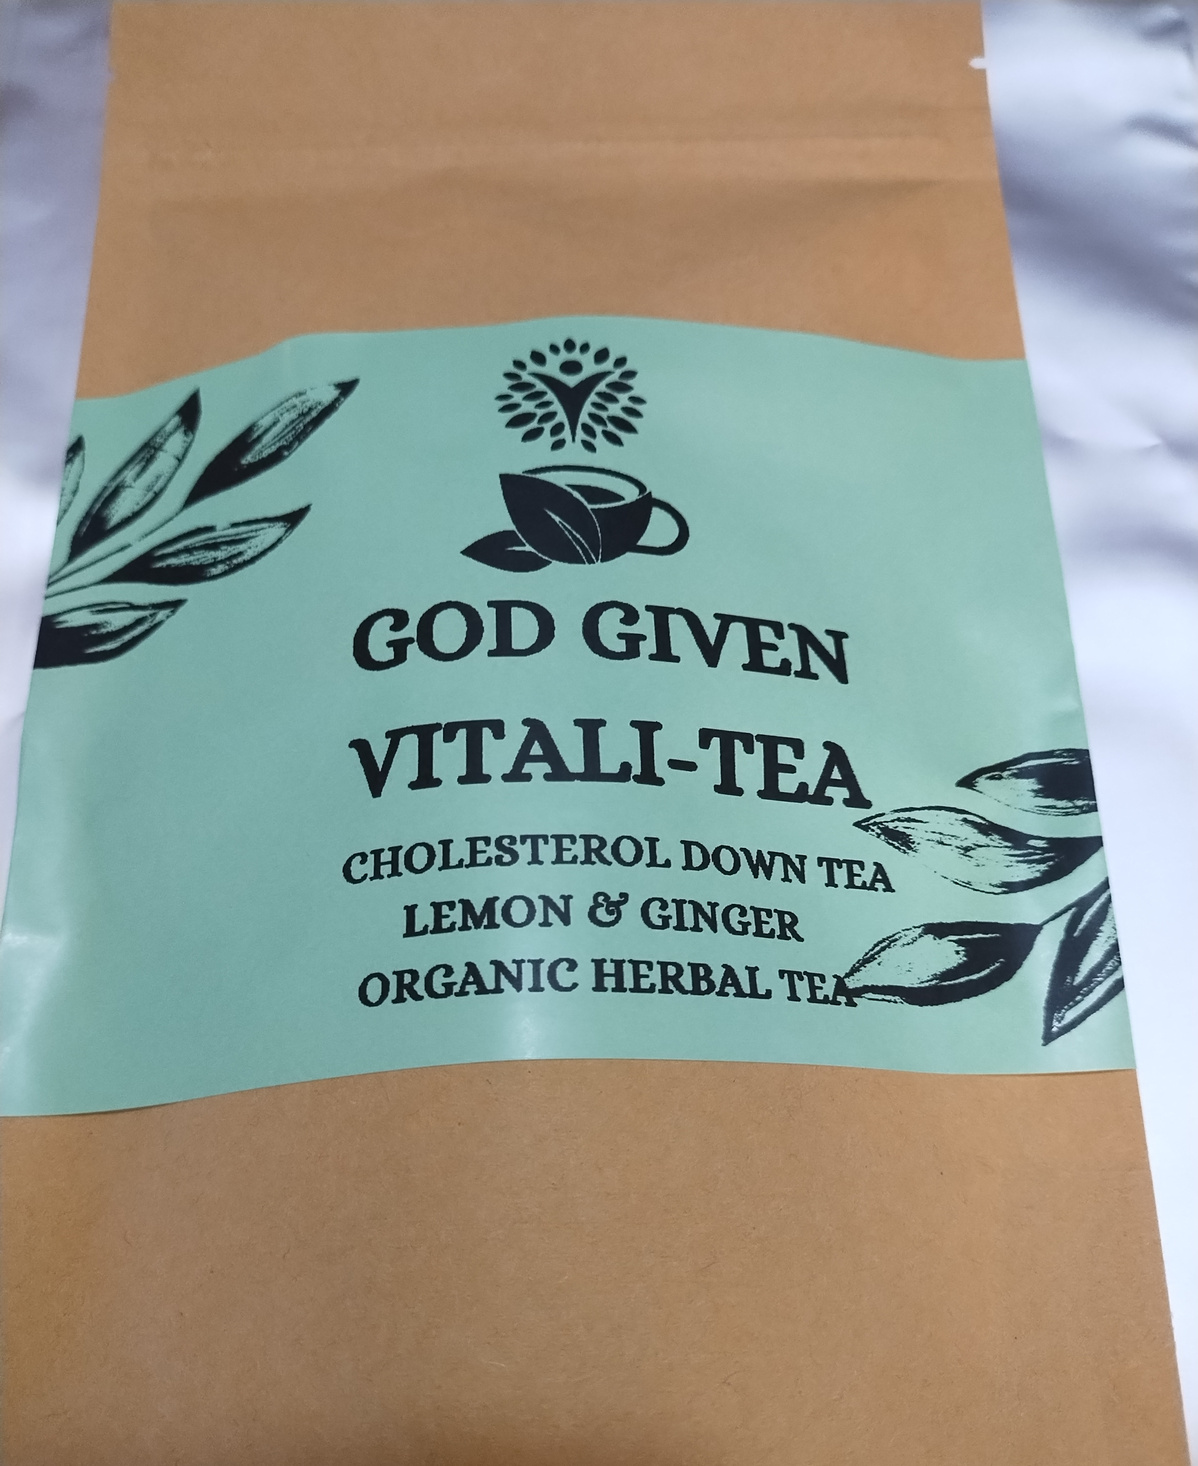 GOD GIVEN
VITALI-TEA
CHOLESTEROL DOWN TEA
LEMON & GINGER
ORGANIC HERBAL TEA